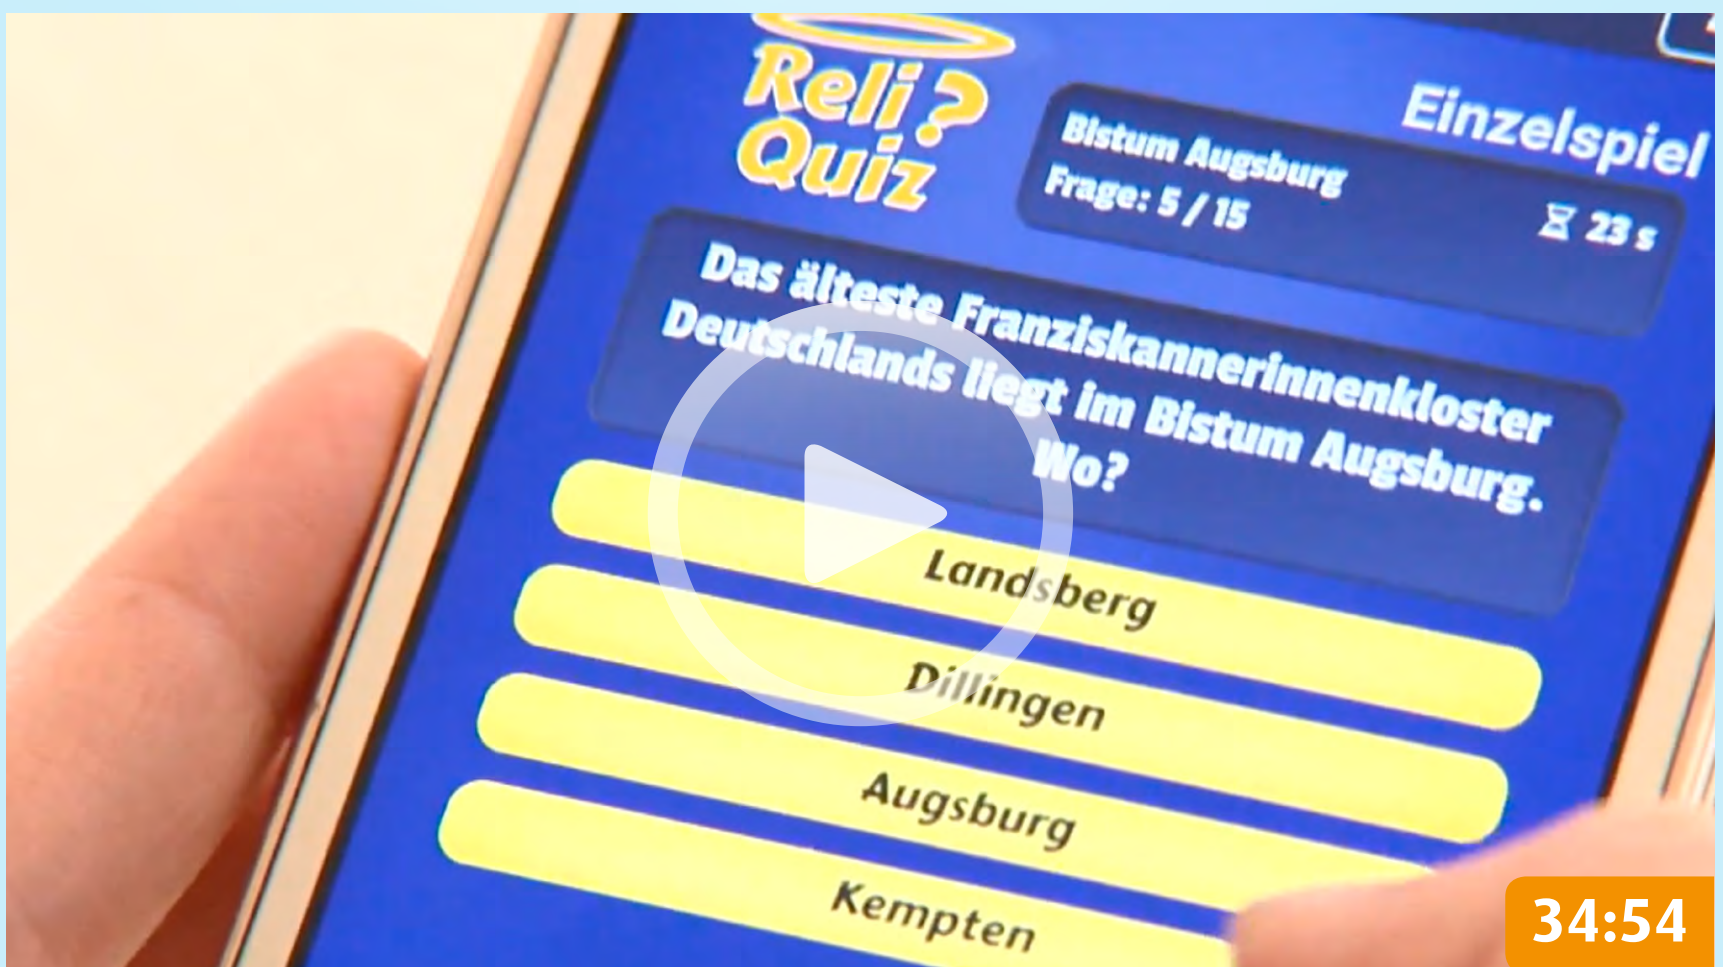 Reli?
Quiz
Einzelspiel
Bistum Augsburg
Frage: 5 / 15
23 s
Das älteste Franziskannerinnenkloster
Deutschlands liegt im Bistum Augsburg.
Wo?
Landsberg
Dillingen
Augsburg
Kempten
34:54